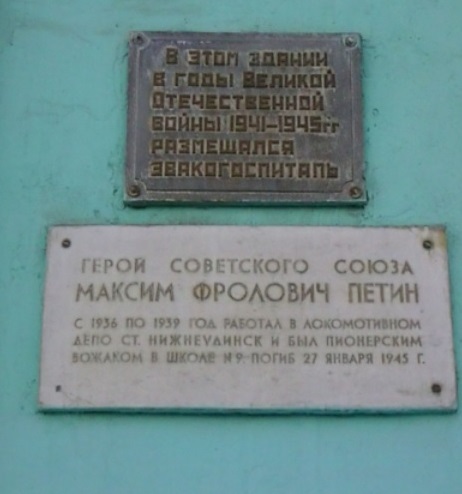 В ЭТОМ ЗДАНИИ
В ГОДЫ ВЕЛИКОЙ
ОТЕЧЕСТВЕННОЙ
ВОЙНЫ 1941-1945гг
РАЗМЕЩАЛСЯ
ЭВАКОГОСПИТАЛЬ
ГЕРОЙ СОВЕТСКОГО СОЮЗА
МАКСИМ ФРОЛОВИЧ ПЕТИН
С 1936 ПО 1939 ГОД РАБОТАЛ В ЛОКОМОТИВНОМ
ДЕПО СТ. НИЖНЕУДИНСК И БЫЛ ПИОНЕРСКИМ
ВОЖАКОМ В ШКОЛЕ №9. ПОГИБ 27 ЯНВАРЯ 1945 Г.